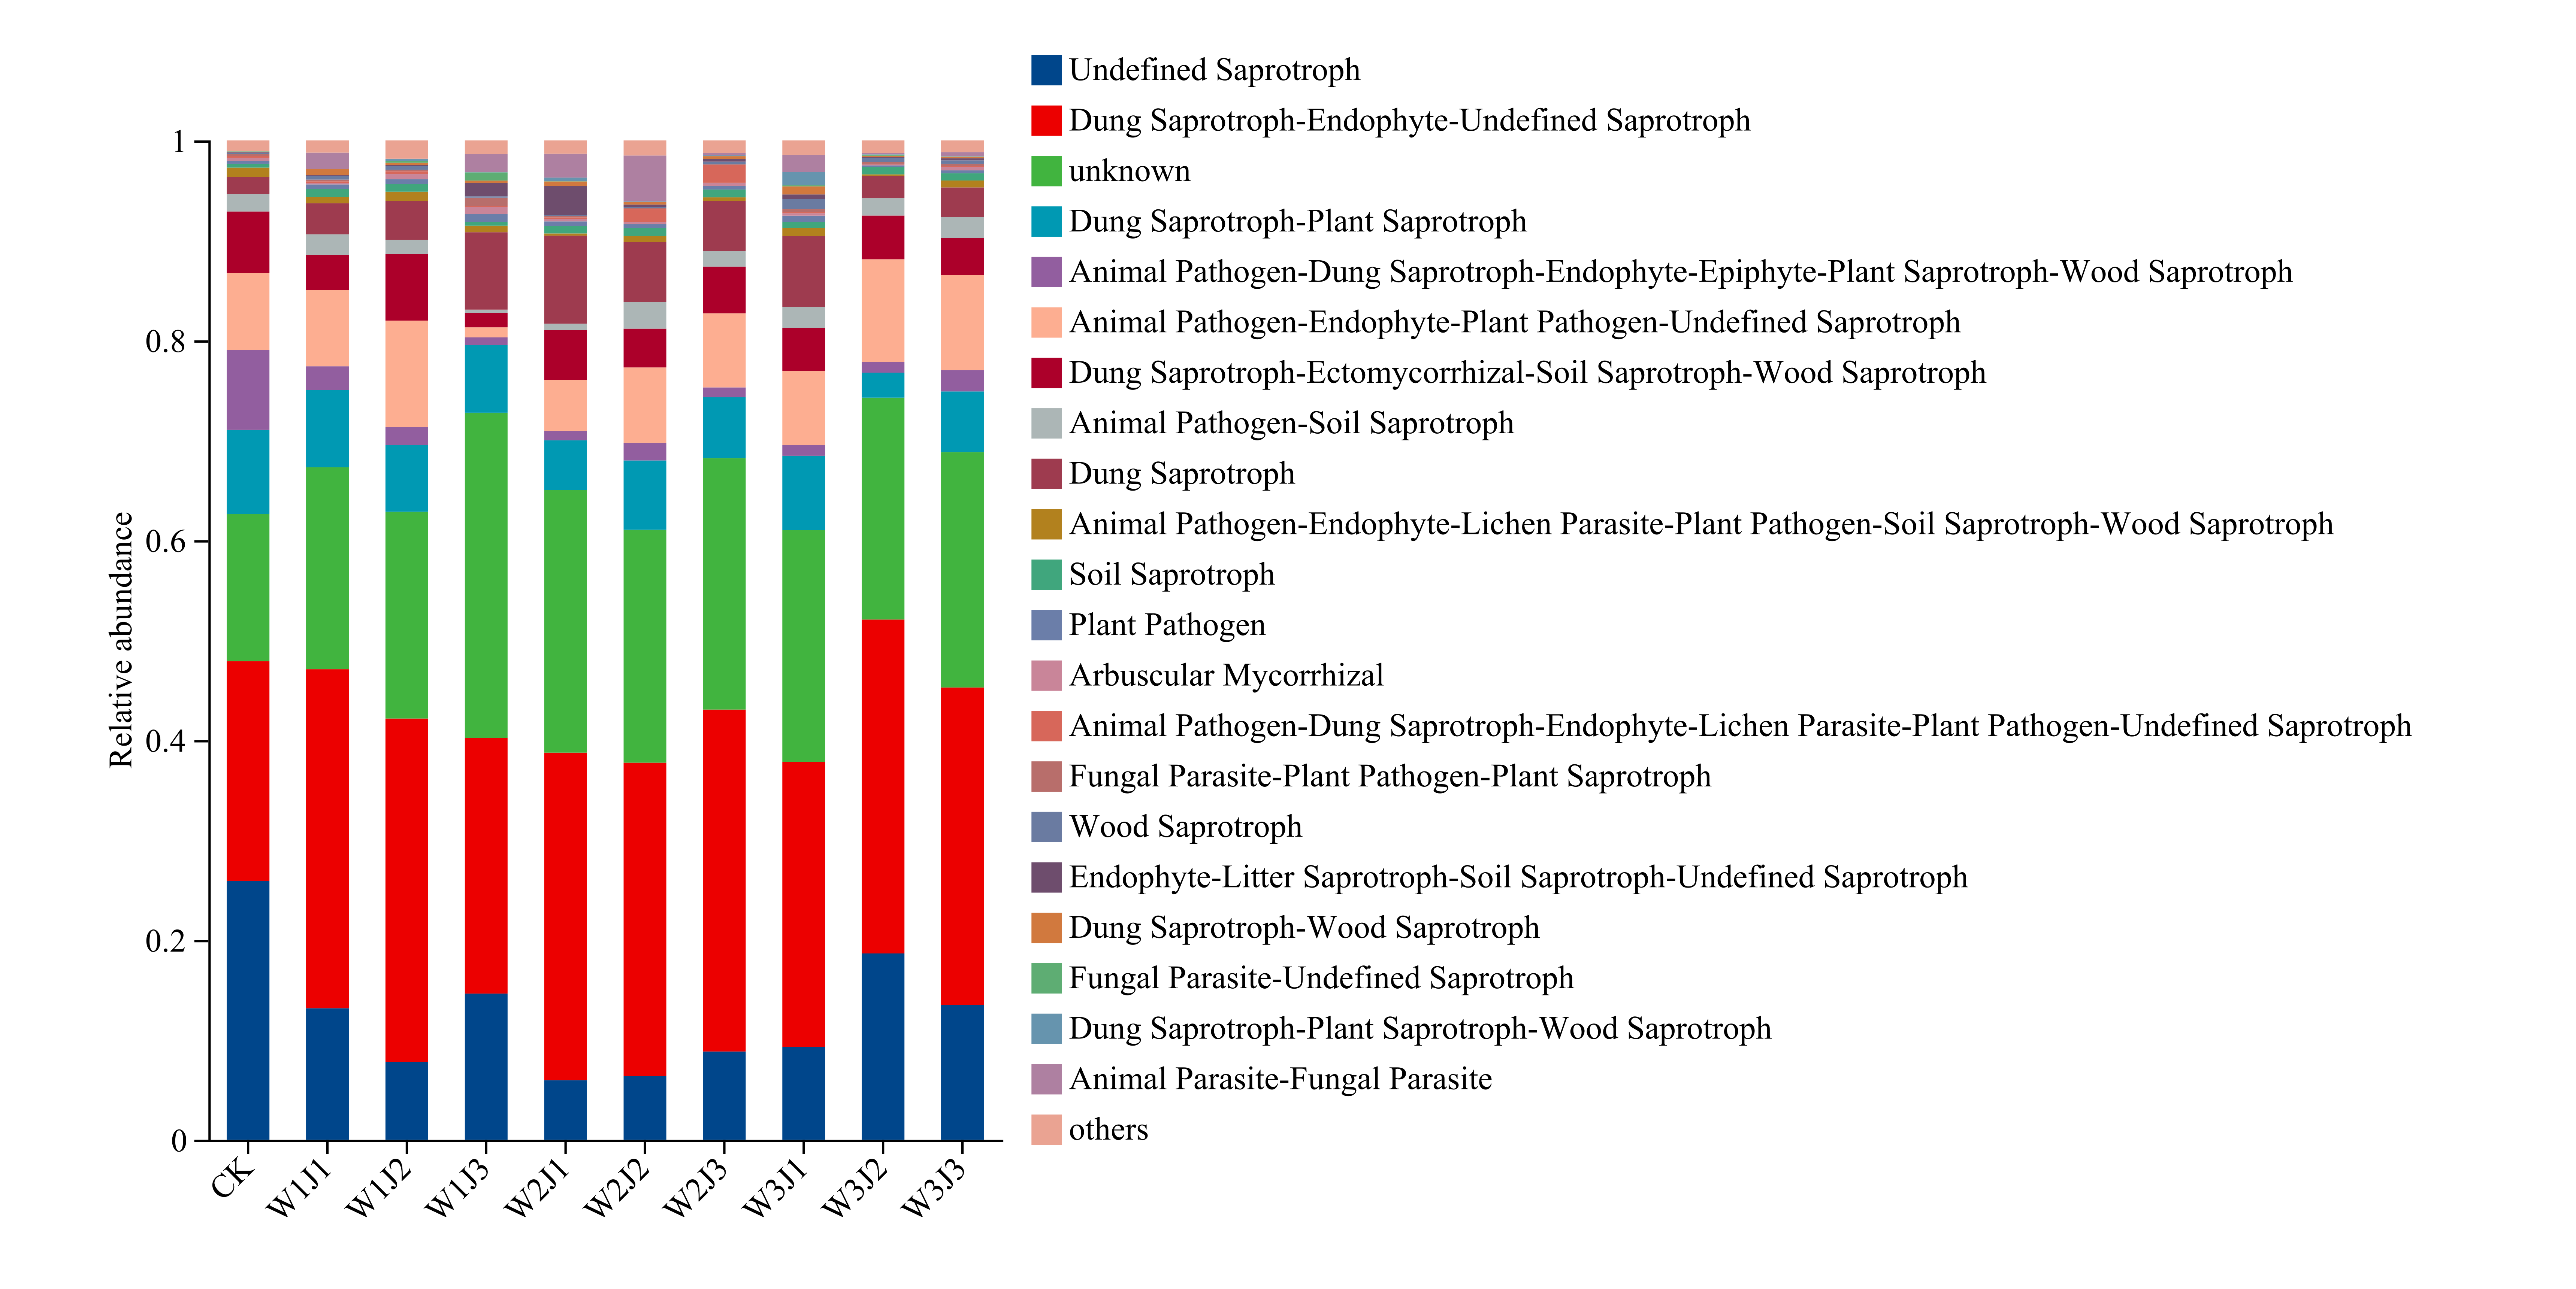 Relative abundance
1
0.8
0.6
0.4
0.2
0
CK
W1J1
W1J2
W1J3
W2J1
W2J2
W2J3
W3J1
W3J2
W3J3
Undefined Saprotroph
Dung Saprotroph-Endophyte-Undefined Saprotroph
unknown
Dung Saprotroph-Plant Saprotroph
Animal Pathogen-Dung Saprotroph-Endophyte-Epiphyte-Plant Saprotroph-Wood Saprotroph
Animal Pathogen-Endophyte-Plant Pathogen-Undefined Saprotroph
Dung Saprotroph-Ectomycorrhizal-Soil Saprotroph-Wood Saprotroph
Animal Pathogen-Soil Saprotroph
Dung Saprotroph
Animal Pathogen-Endophyte-Lichen Parasite-Plant Pathogen-Soil Saprotroph-Wood Saprotroph
Soil Saprotroph
Plant Pathogen
Arbuscular Mycorrhizal
Animal Pathogen-Dung Saprotroph-Endophyte-Lichen Parasite-Plant Pathogen-Undefined Saprotroph
Fungal Parasite-Plant Pathogen-Plant Saprotroph
Wood Saprotroph
Endophyte-Litter Saprotroph-Soil Saprotroph-Undefined Saprotroph
Dung Saprotroph-Wood Saprotroph
Fungal Parasite-Undefined Saprotroph
Dung Saprotroph-Plant Saprotroph-Wood Saprotroph
Animal Parasite-Fungal Parasite
others